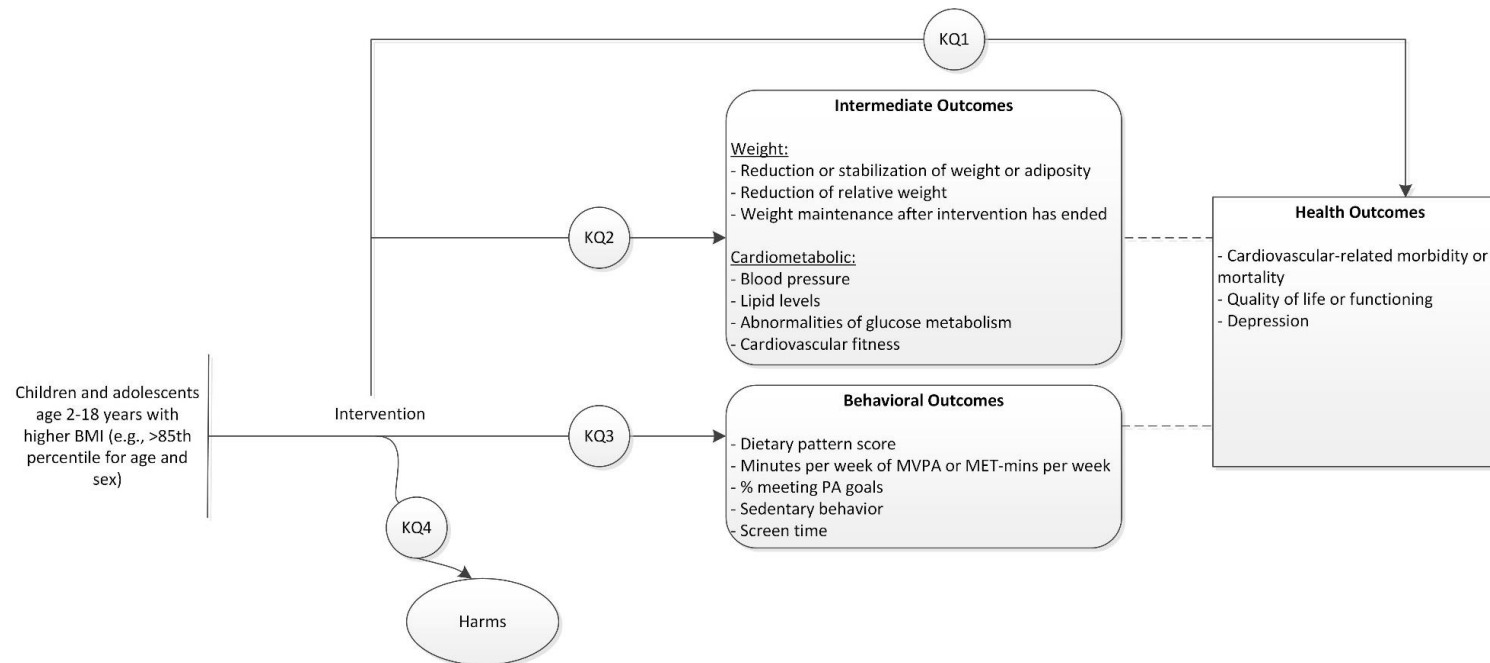 KQ1
Intermediate Outcomes
Weight:
- Reduction or stabilization of weight or adiposity
- Reduction of relative weight
- Weight maintenance after intervention has ended
KQ2
Cardiometabolic:
- Blood pressure
- Lipid levels
- Abnormalities of glucose metabolism
- Cardiovascular fitness
Health Outcomes
- Cardiovascular-related morbidity or
mortality
- Quality of life or functioning
- Depression
Children and adolescents
age 2-18 years with
higher BMI (e.g., >85th
percentile for age and
sex)
Intervention
KQ3
Behavioral Outcomes
- Dietary pattern score
- Minutes per week of MVPA or MET-mins per week
- % meeting PA goals
- Sedentary behavior
- Screen time
KQ4
Harms